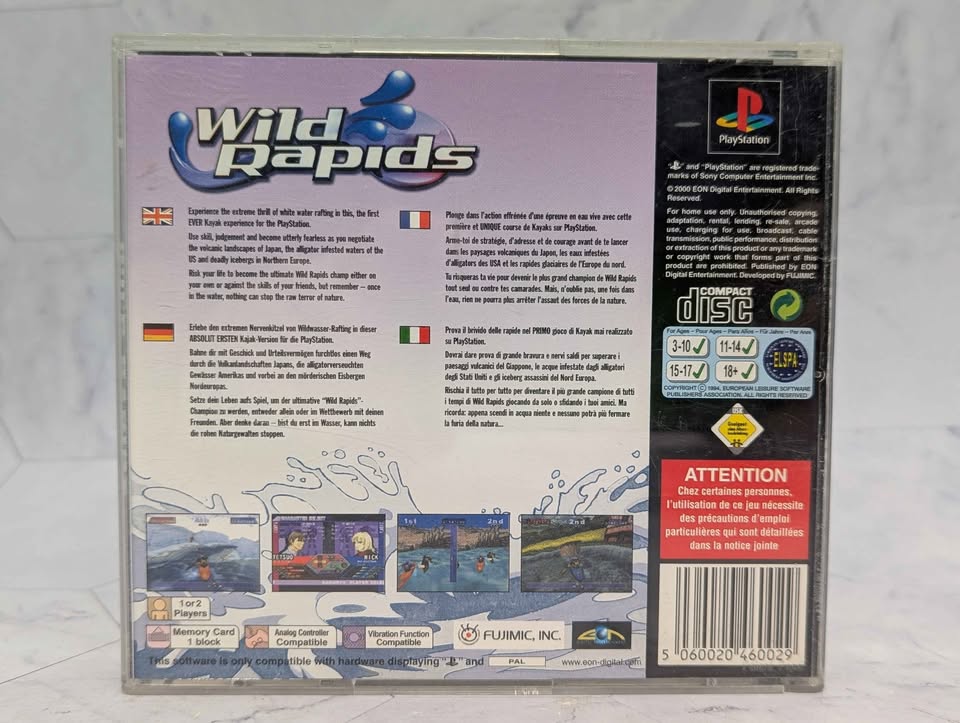 Wild
Rapids
Experience the extreme thrill of white water rafting in this, the first
EVER Kayak experience for the PlayStation.
Use skill, judgement and become utterly fearless as you negotiate
the volcanic landscapes of Japan, the alligator infested waters of the
US and deadly icebergs in Northern Europe.
Risk your life to become the ultimate Wild Rapids champ either on
your own or against the skills of your friends, but remember – once
in the water, nothing can stop the raw terror of nature.
Plonge dans l'action effrénée d'une épreuve en eau vive avec cette
première et UNIQUE course de Kayaks sur PlayStation.
Arme-toi de stratégie, d'adresse et de courage avant de te lancer
dans les paysages volcaniques du Japon, les eaux infestées
d'alligators des USA et les rapides glaciaires de l'Europe du nord.
Tu risqueras ta vie pour devenir le plus grand champion de Wild Rapids
tout seul ou contre tes camarades. Mais, n'oublie pas, une fois dans
l'eau, rien ne pourra plus arrêter l'assaut des forces de la nature.
Erlebe den extremen Nervenkitzel von Wildwasser-Rafting in dieser
ABSOLUT ERSTEN Kajak-Version für die PlayStation.
Bahne dir mit Geschick und Urteilsvermögen furchtlos einen Weg
durch die Vulkanlandschaften Japans, die alligatorverseuchten
Gewässer Amerikas und vorbei an den mörderischen Eisbergen
Nordeuropas.
Setze dein Leben aufs Spiel, um der ultimative "Wild Rapids"-
Champion zu werden, entweder allein oder im Wettbewerb mit deinen
Freunden. Aber denke daran – bist du erst im Wasser, kann nichts
die rohen Naturgewalten stoppen.
Prova il brivido delle rapide nel PRIMO gioco di Kayak mai realizzato
su PlayStation.
Dovrai dare prova di grande bravura e nervi saldi per superare i
paesaggi vulcanici del Giappone, le acque infestate dagli alligatori
degli Stati Uniti e gli iceberg assassini del Nord Europa.
Rischia il tutto per tutto per diventare il più grande campione di tutti
i tempi di Wild Rapids giocando da solo o sfidando i tuoi amici. Ma
ricorda: appena scendi in acqua niente e nessuno potrà più fermare
la furia della natura...
TETSUO
NICK
1st
2nd
2nd
1 or 2
Players
Memory Card
1 block
Analog Controller
Compatible
Vibration Function
Compatible
FUJIMIC, INC.
EON
This software is only compatible with hardware displaying " " and
PAL
www.eon-digital.com
PlayStation
" " and "PlayStation" are registered trade-
marks of Sony Computer Entertainment Inc.
© 2000 EON Digital Entertainment. All Rights
Reserved.
For home use only. Unauthorised copying,
adaptation, rental, lending, re-sale, arcade
use, charging for use, broadcast, cable
transmission, public performance, distribution
or extraction of this product or any trademark
or copyright work that forms part of this
product are prohibited. Published by EON
Digital Entertainment. Developed by FUJIMIC.
COMPACT
disc
For Ages - Pour Ages - Para Alles - Für Jahre - Per Anni
3-10
11-14
15-17
18+
ELSPA
COPYRIGHT © 1994, EUROPEAN LEISURE SOFTWARE
PUBLISHERS ASSOCIATION. ALL RIGHTS RESERVED
USK
ATTENTION
Chez certaines personnes,
l'utilisation de ce jeu nécessite
des précautions d'emploi
particulières qui sont détaillées
dans la notice jointe
5 060020 460029